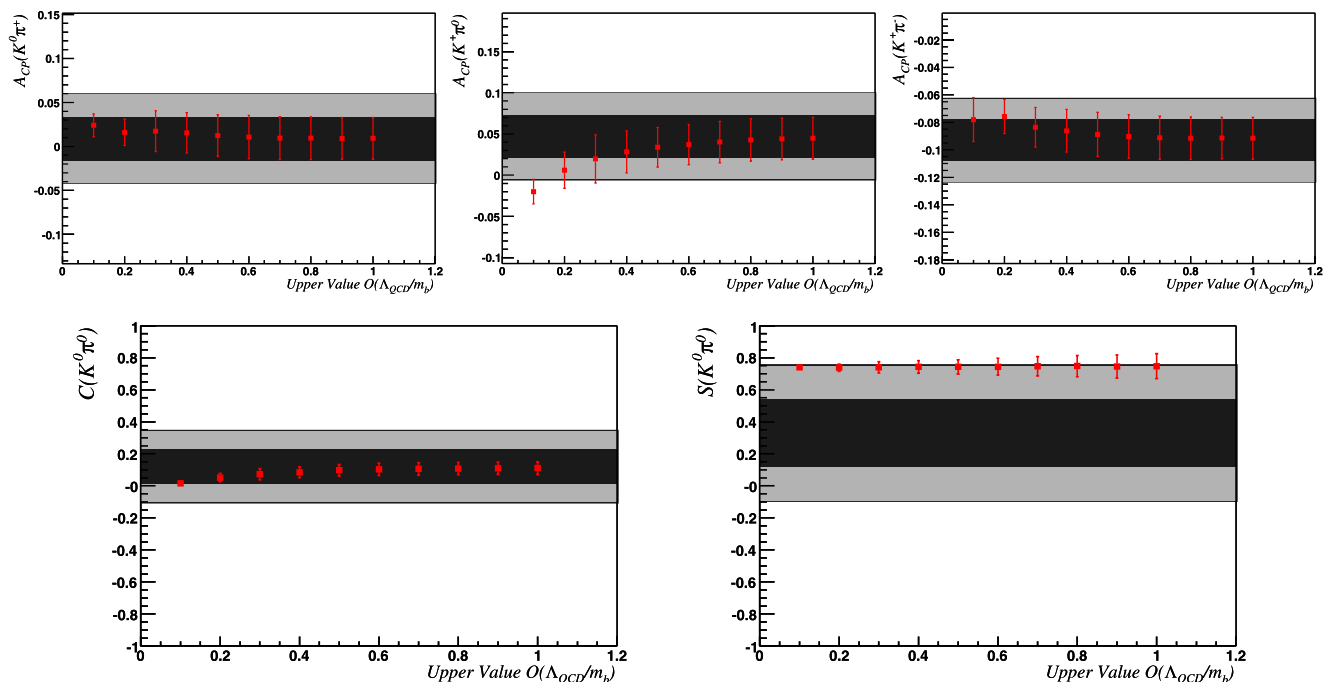 A_CP(K^0π^+)
0.15
0.1
0.05
0
-0.05
-0.1
0 0.2 0.4 0.6 0.8 1 1.2
Upper Value O(Λ_QCD/m_b)
A_CP(K^+π^0)
0.15
0.1
0.05
0
-0.05
-0.1
0 0.2 0.4 0.6 0.8 1 1.2
Upper Value O(Λ_QCD/m_b)
A_CP(K^+π^-)
-0.02
-0.04
-0.06
-0.08
-0.1
-0.12
-0.14
-0.16
-0.18
0 0.2 0.4 0.6 0.8 1 1.2
Upper Value O(Λ_QCD/m_b)
C(K^0π^0)
1
0.8
0.6
0.4
0.2
-0
-0.2
-0.4
-0.6
-0.8
-1
0 0.2 0.4 0.6 0.8 1 1.2
Upper Value O(Λ_QCD/m_b)
S(K^0π^0)
1
0.8
0.6
0.4
0.2
-0
-0.2
-0.4
-0.6
-0.8
-1
0 0.2 0.4 0.6 0.8 1 1.2
Upper Value O(Λ_QCD/m_b)